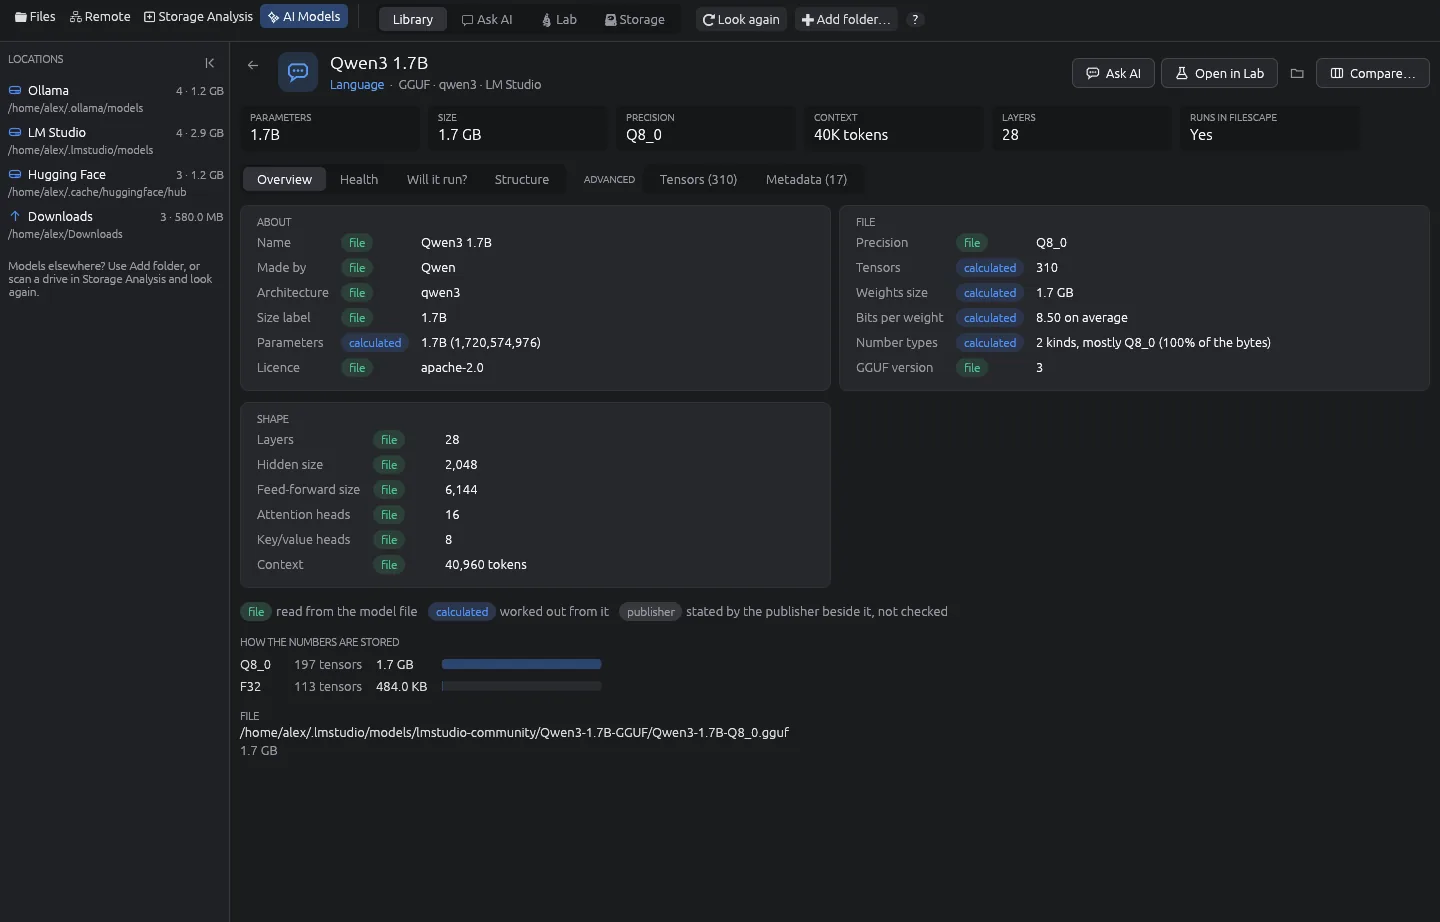 Files Remote Storage Analysis AI Models Library Ask AI Lab Storage Look again Add folder... ?
LOCATIONS
Ollama 4 · 1.2 GB
/home/alex/.ollama/models
LM Studio 4 · 2.9 GB
/home/alex/.lmstudio/models
Hugging Face 3 · 1.2 GB
/home/alex/.cache/huggingface/hub
Downloads 3 · 580.0 MB
/home/alex/Downloads
Models elsewhere? Use Add folder, or
scan a drive in Storage Analysis and look
again.
Qwen3 1.7B
Language · GGUF · qwen3 · LM Studio
Ask AI Open in Lab Compare...
PARAMETERS
1.7B
SIZE
1.7 GB
PRECISION
Q8_0
CONTEXT
40K tokens
LAYERS
28
RUNS IN FILESCAPE
Yes
Overview Health Will it run? Structure ADVANCED Tensors (310) Metadata (17)
ABOUT
Name file Qwen3 1.7B
Made by file Qwen
Architecture file qwen3
Size label file 1.7B
Parameters calculated 1.7B (1,720,574,976)
Licence file apache-2.0
FILE
Precision file Q8_0
Tensors calculated 310
Weights size calculated 1.7 GB
Bits per weight calculated 8.50 on average
Number types calculated 2 kinds, mostly Q8_0 (100% of the bytes)
GGUF version file 3
SHAPE
Layers file 28
Hidden size file 2,048
Feed-forward size file 6,144
Attention heads file 16
Key/value heads file 8
Context file 40,960 tokens
file read from the model file calculated worked out from it publisher stated by the publisher beside it, not checked
HOW THE NUMBERS ARE STORED
Q8_0 197 tensors 1.7 GB
F32 113 tensors 484.0 KB
FILE
/home/alex/.lmstudio/models/lmstudio-community/Qwen3-1.7B-GGUF/Qwen3-1.7B-Q8_0.gguf
1.7 GB